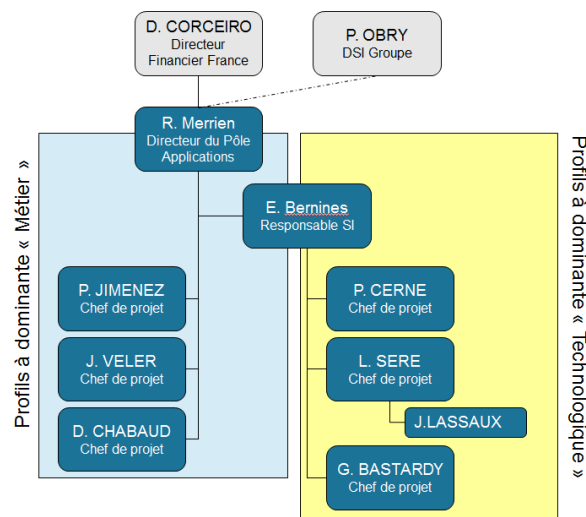 D. CORCEIRO
Directeur
Financier France
P. OBRY
DSI Groupe
R. Merrien
Directeur du Pôle
Applications
E. Bernines
Responsable SI
Profils à dominante « Métier »
P. JIMENEZ
Chef de projet
J. VELER
Chef de projet
D. CHABAUD
Chef de projet
P. CERNE
Chef de projet
L. SERE
Chef de projet
J.LASSAUX
G. BASTARDY
Chef de projet
Profils à dominante « Technologique »